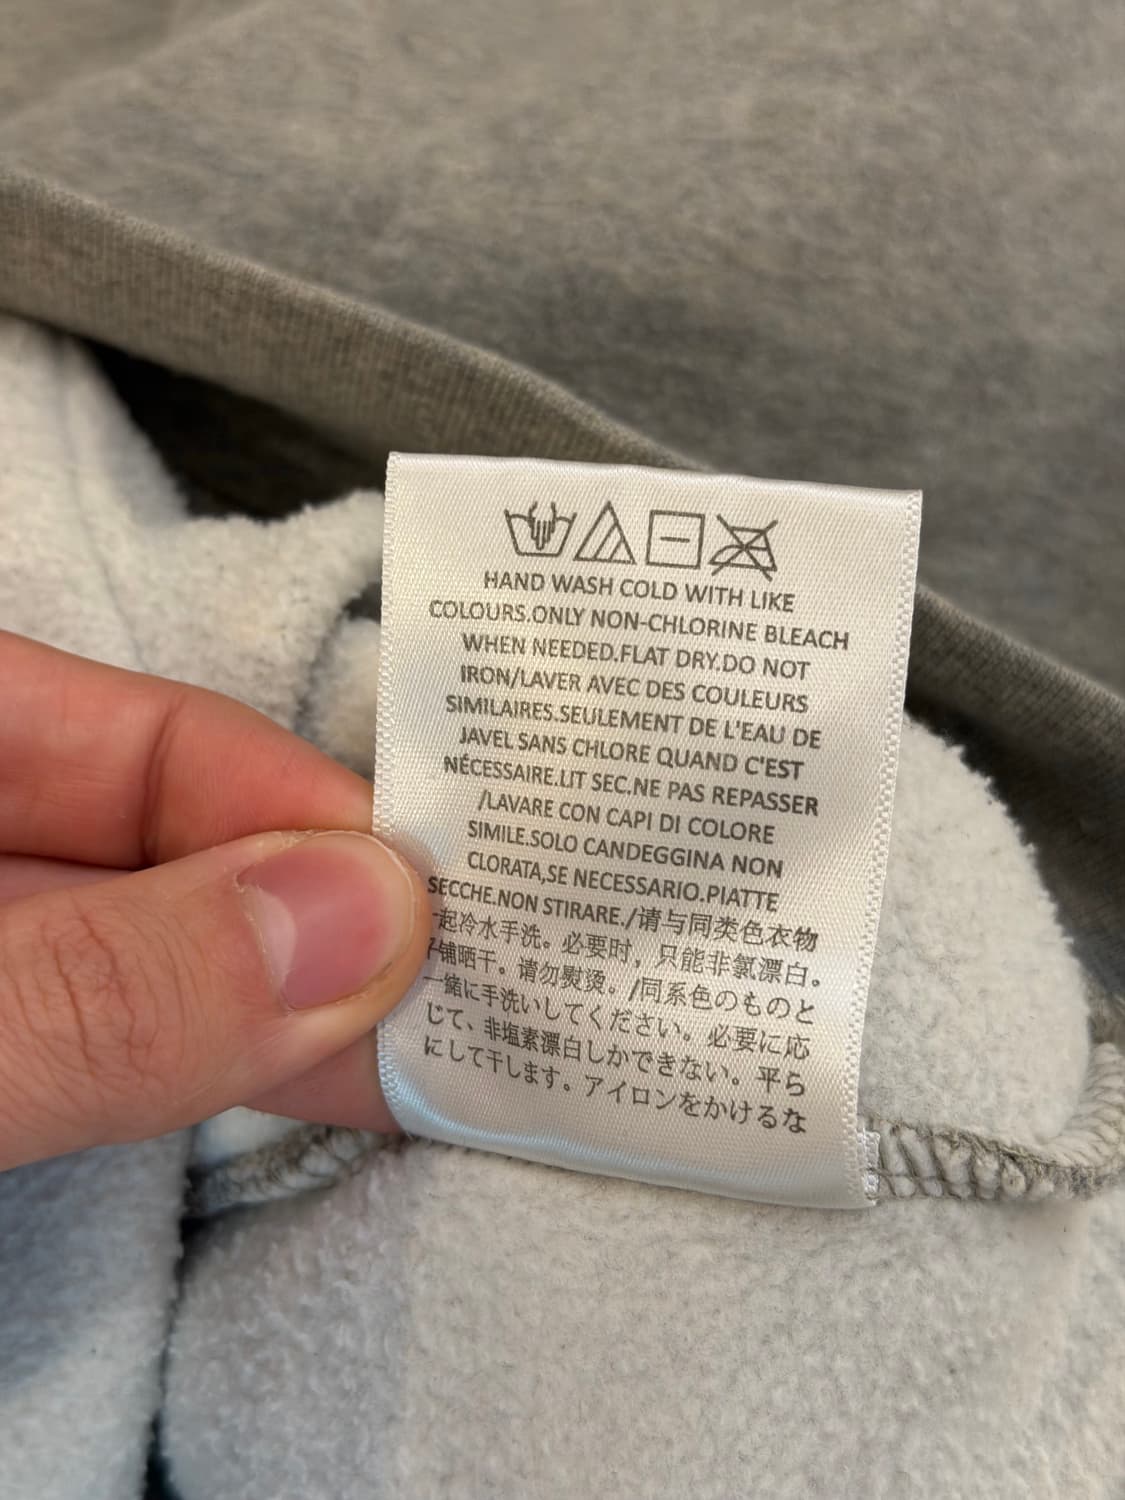 HAND WASH COLD WITH LIKE
COLOURS.ONLY NON-CHLORINE BLEACH
WHEN NEEDED.FLAT DRY.DO NOT
IRON/LAVER AVEC DES COULEURS
SIMILAIRES.SEULEMENT DE L'EAU DE
JAVEL SANS CHLORE QUAND C'EST
NÉCESSAIRE.LIT SEC.NE PAS REPASSER
/LAVARE CON CAPI DI COLORE
SIMILE.SOLO CANDEGGINA NON
CLORATA,SE NECESSARIO.PIATTE
SECCHE.NON STIRARE./请与同类色衣物
一起冷水手洗。必要时，只能非氯漂白。
铺晒干。请勿熨烫。/同系色のものと
一緒に手洗いしてください。必要に応
じて、非塩素漂白しかできない。平ら
にして干します。アイロンをかけるな